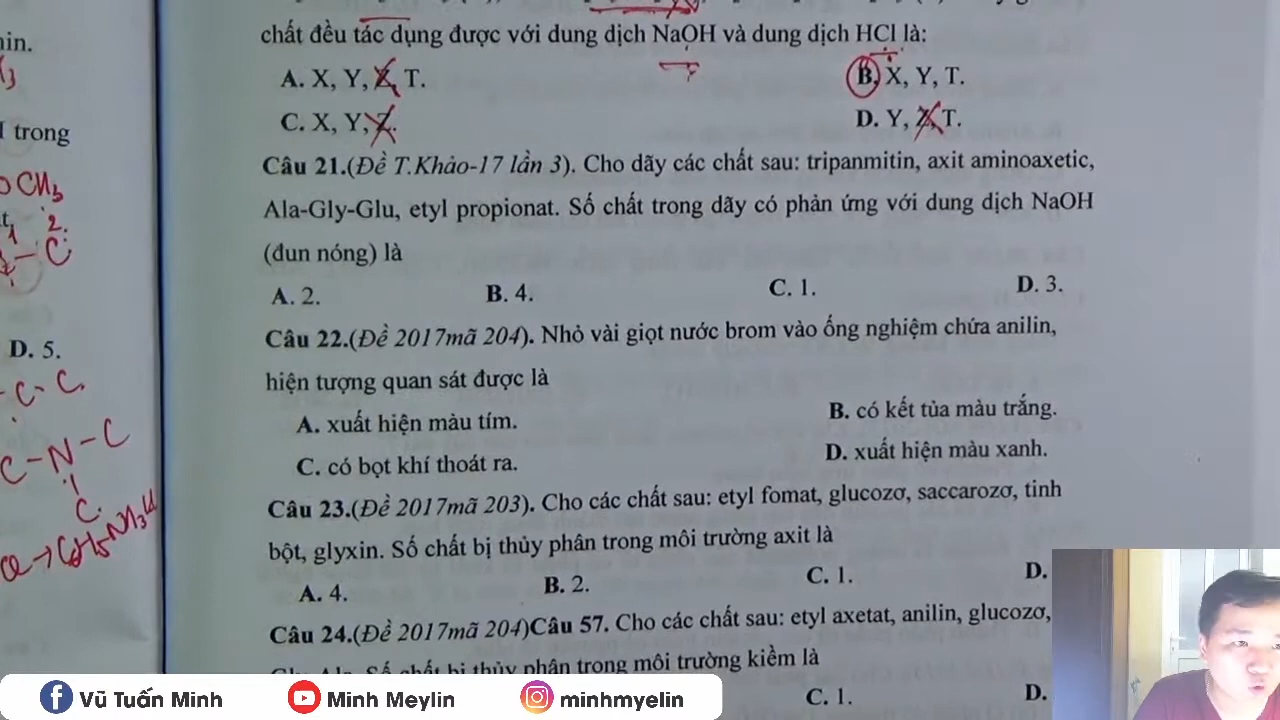 chất đều tác dụng được với dung dịch NaOH và dung dịch HCl là:
A. X, Y, Z, T.
B. X, Y, T.
C. X, Y, Z.
D. Y, Z, T.
Câu 21.(Đề T.Khảo-17 lần 3). Cho dãy các chất sau: tripanmitin, axit aminoaxetic,
Ala-Gly-Glu, etyl propionat. Số chất trong dãy có phản ứng với dung dịch NaOH
(đun nóng) là
A. 2.
B. 4.
C. 1.
D. 3.
Câu 22.(Đề 2017mã 204). Nhỏ vài giọt nước brom vào ống nghiệm chứa anilin,
hiện tượng quan sát được là
A. xuất hiện màu tím.
B. có kết tủa màu trắng.
C. có bọt khí thoát ra.
D. xuất hiện màu xanh.
Câu 23.(Đề 2017mã 203). Cho các chất sau: etyl fomat, glucozơ, saccarozơ, tinh
bột, glyxin. Số chất bị thủy phân trong môi trường axit là
A. 4.
B. 2.
C. 1.
D.
Câu 24.(Đề 2017mã 204)Câu 57. Cho các chất sau: etyl axetat, anilin, glucozơ,
Số chất bị thủy phân trong môi trường kiềm là
C. 1.
D.
trong
D. 5.
C-C
C-N-C
C
Vũ Tuấn Minh
Minh Meylin
minhmyelin